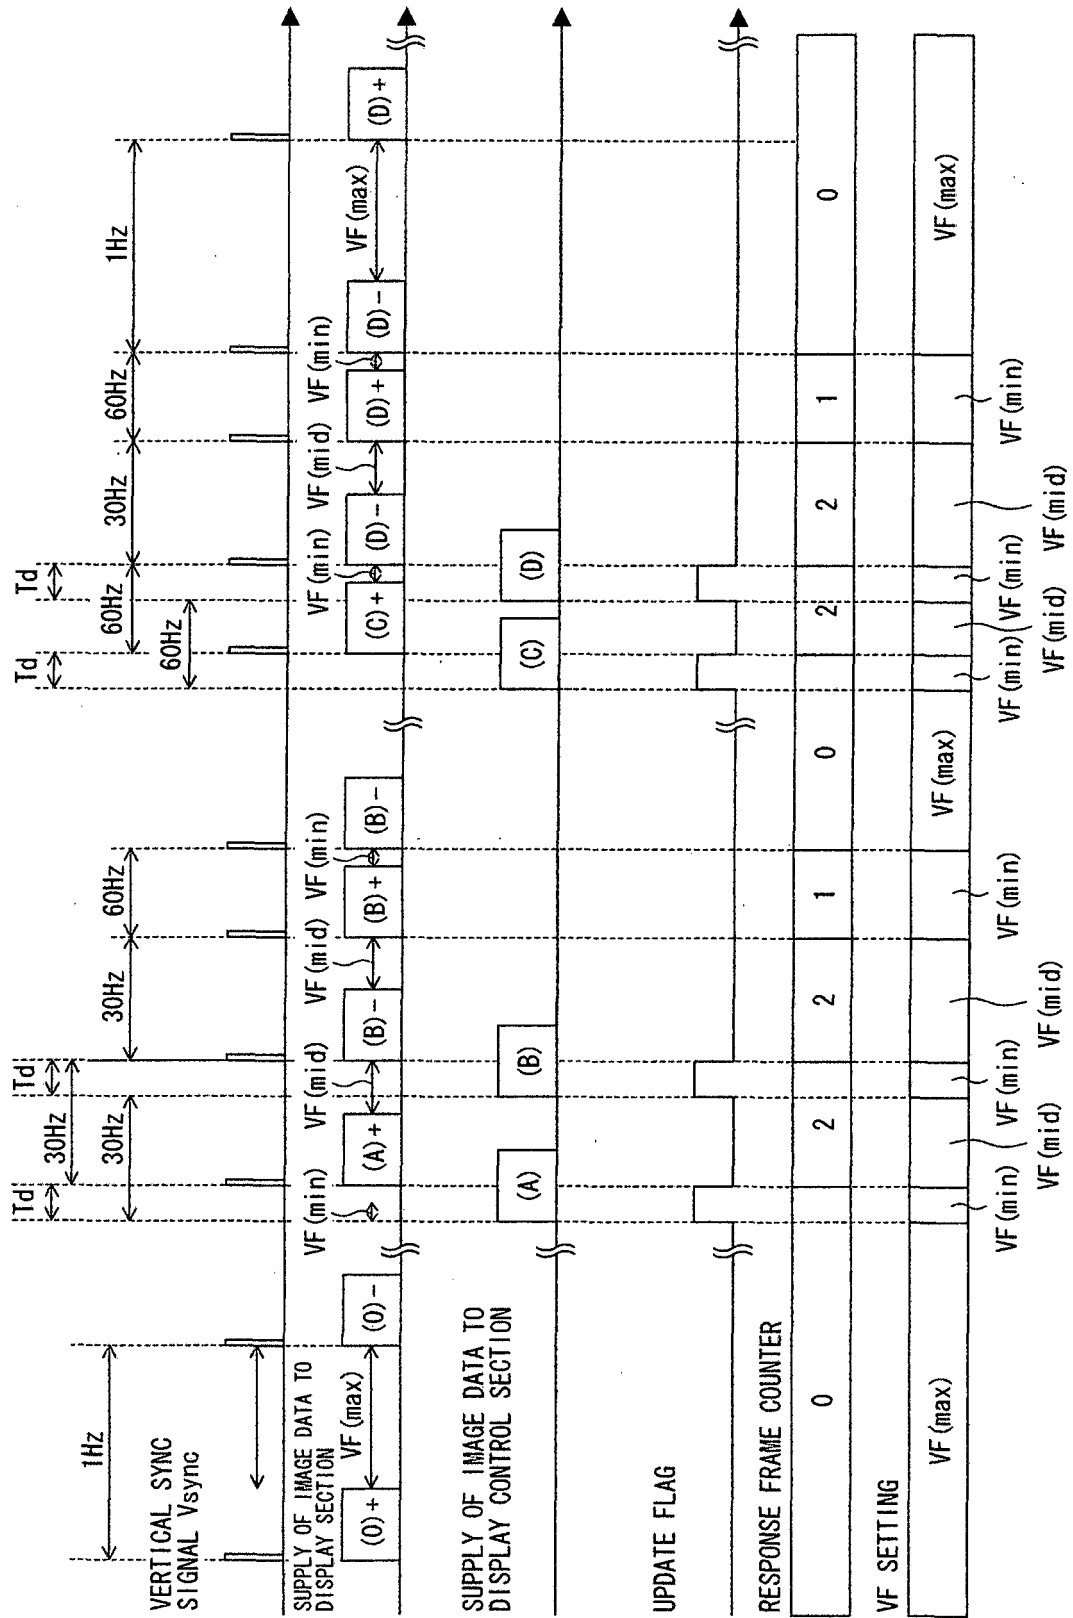 1Hz
Td
30Hz
Td
30Hz
30Hz
60Hz
Td
60Hz
Td
60Hz
30Hz
60Hz
1Hz
VERTICAL SYNC
SIGNAL Vsync
SUPPLY OF IMAGE DATA TO
DISPLAY SECTION
(O)+
VF(max)
(O)-
VF(min)
(A)+
VF(mid)
(B)-
VF(mid)
(B)+
VF(min)
(B)-
(C)+
VF(min)
(D)-
VF(mid)
(D)+
VF(min)
(D)-
VF(max)
(D)+
SUPPLY OF IMAGE DATA TO
DISPLAY CONTROL SECTION
(A)
(B)
(C)
(D)
UPDATE FLAG
RESPONSE FRAME COUNTER
0
2
2
1
0
2
2
1
0
VF SETTING
VF(max)
VF(min)
VF(mid)
VF(min)
VF(mid)
VF(min)
VF(max)
VF(min)
VF(mid)
VF(min)
VF(mid)
VF(min)
VF(max)